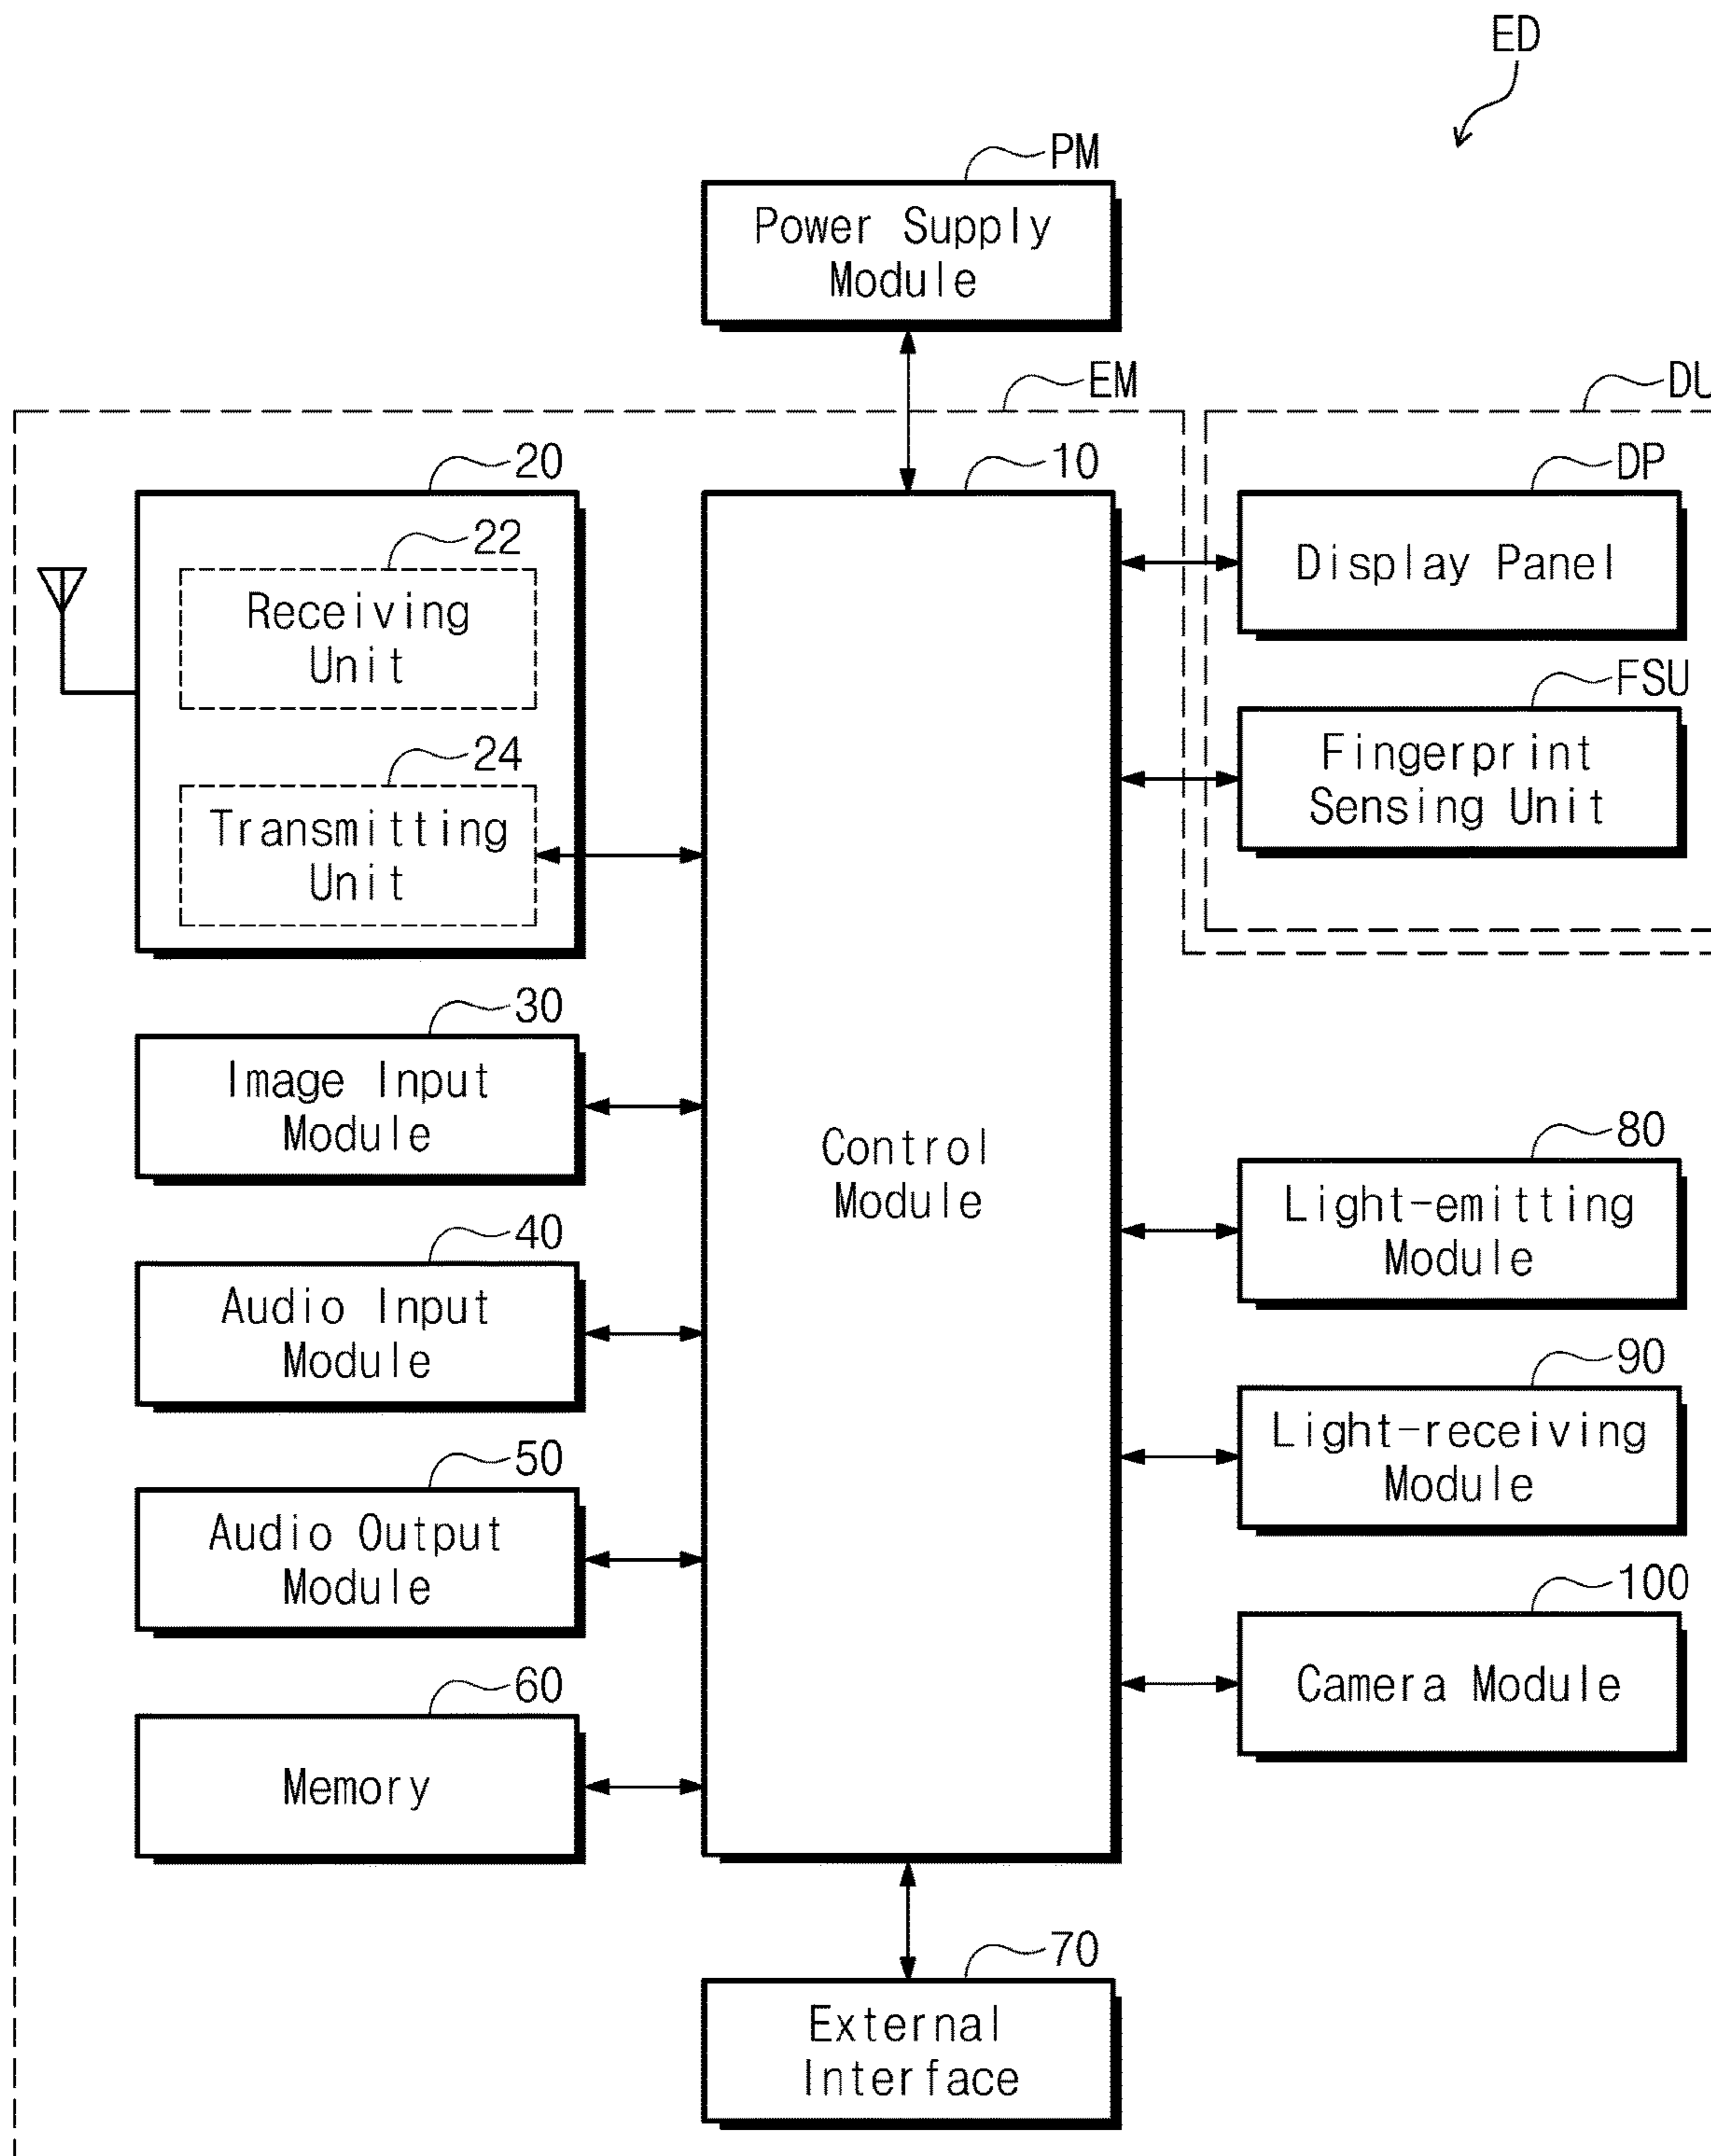 ED
PM
Power Supply
Module
EM
DU
20
10
DP
22
Receiving
Unit
Display Panel
FSU
24
Transmitting
Unit
Fingerprint
Sensing Unit
30
Image Input
Module
Control
Module
80
Light-emitting
Module
40
Audio Input
Module
90
Light-receiving
Module
50
Audio Output
Module
100
Camera Module
60
Memory
70
External
Interface